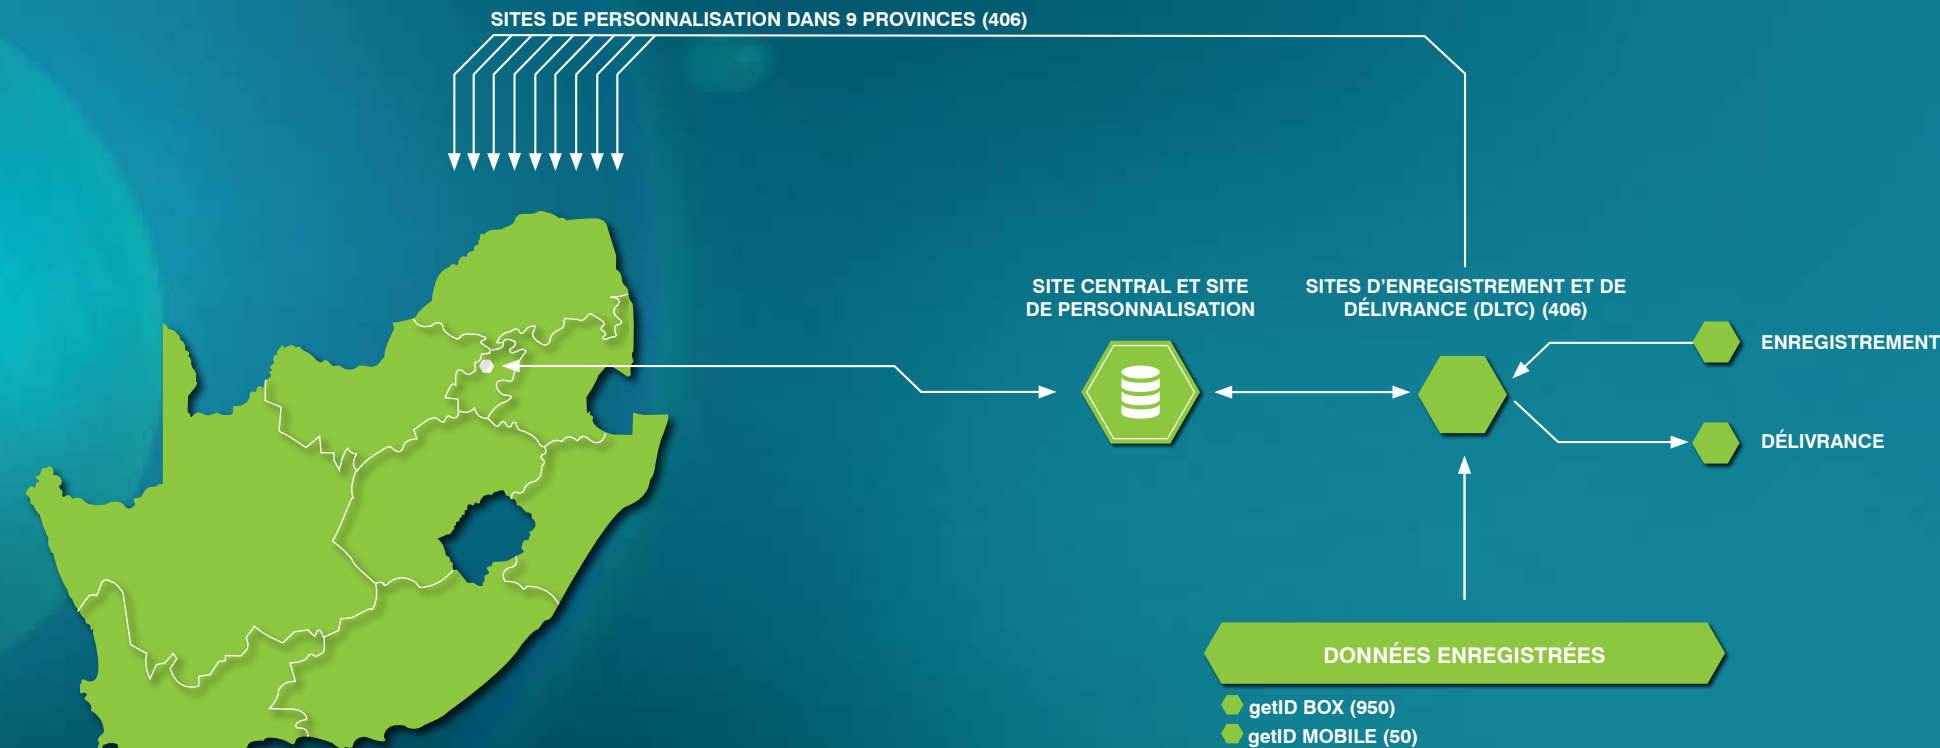 SITES DE PERSONNALISATION DANS 9 PROVINCES (406)
SITE CENTRAL ET SITE
DE PERSONNALISATION
SITES D'ENREGISTREMENT ET DE
DÉLIVRANCE (DLTC) (406)
ENREGISTREMENT
DÉLIVRANCE
DONNÉES ENREGISTRÉES
getID BOX (950)
getID MOBILE (50)